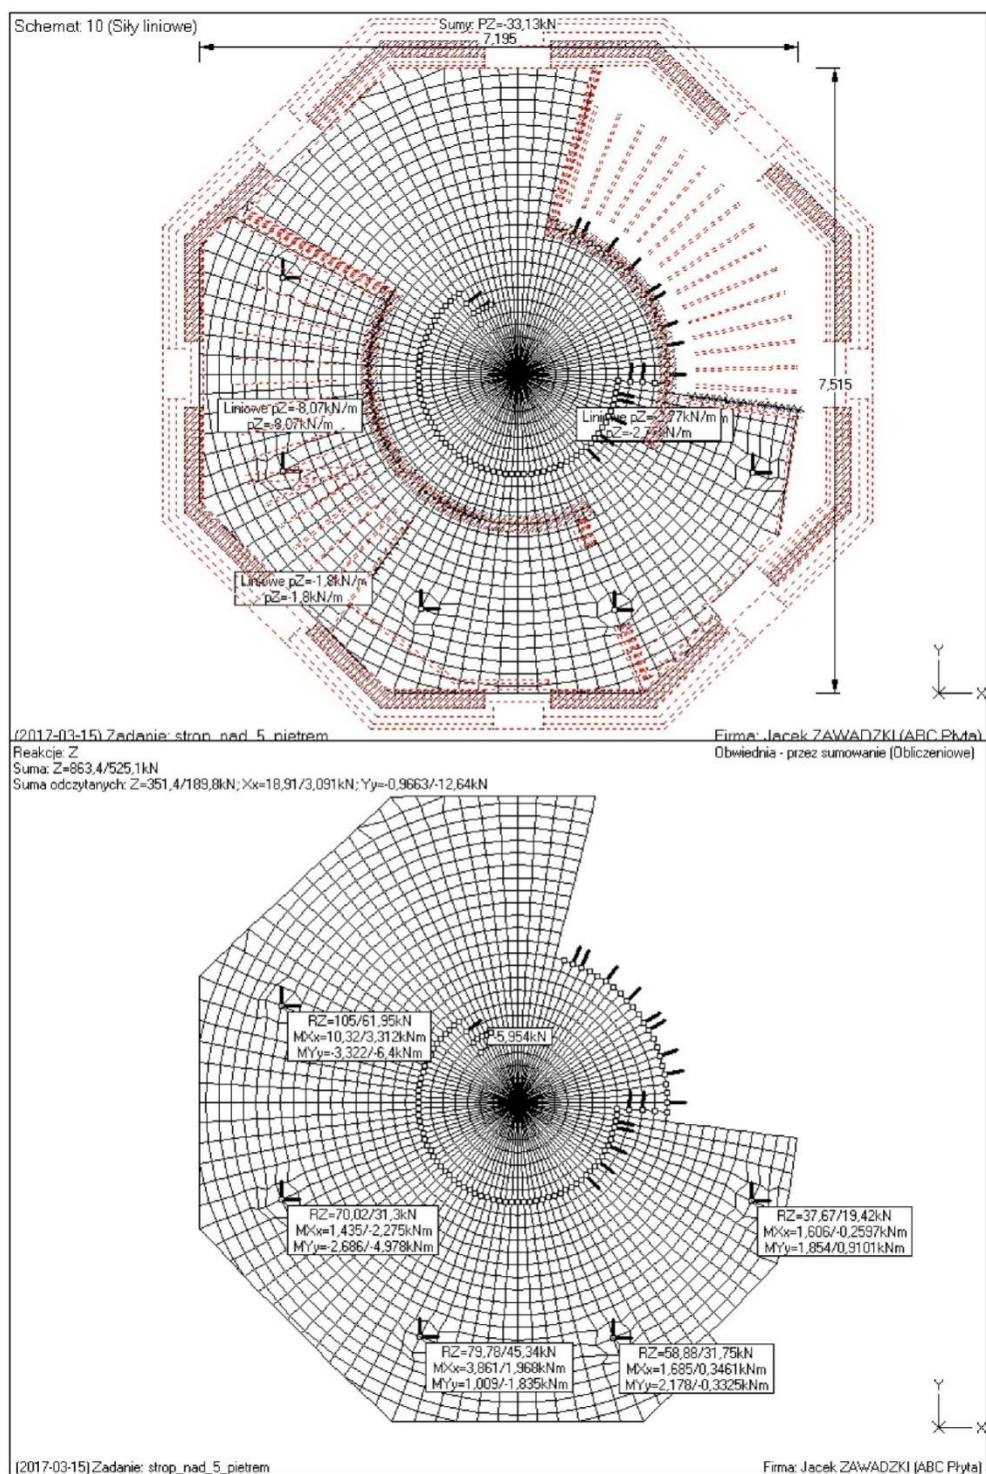 Schemat: 10 (Siły liniowe)
Sumy: PZ=-33,13kN
7,195
7,515
Liniowe pZ=-8,07kN/m
pZ=-8,07kN/m
Liniowe pZ=-1,8kN/m
pZ=-1,8kN/m
Y
X
(2017-03-15) Zadanie: strop_nad_5_pietrem
Firma: Jacek ZAWADZKI (ABC Płyta)
Reakcje: Z
Obwiednia - przez sumowanie (Obliczeniowe)
Suma: Z=863,4/525,1kN
Suma odczytanych: Z=351,4/189,8kN; Xx=18,91/3,091kN; Yy=-0,9663/-12,64kN
RZ=105/61,95kN
MXx=10,32/3,312kNm
MYy=-3,322/-6,4kNm
-5,954kN
RZ=70,02/31,3kN
MXx=1,435/-2,275kNm
MYy=-2,686/-4,978kNm
RZ=37,67/19,42kN
MXx=1,606/-0,2597kNm
MYy=1,854/0,9101kNm
RZ=79,78/45,34kN
MXx=3,861/1,968kNm
MYy=1,009/-1,835kNm
RZ=58,88/31,75kN
MXx=1,685/0,3461kNm
MYy=2,178/-0,3325kNm
Y
X
(2017-03-15) Zadanie: strop_nad_5_pietrem
Firma: Jacek ZAWADZKI (ABC Płyta)